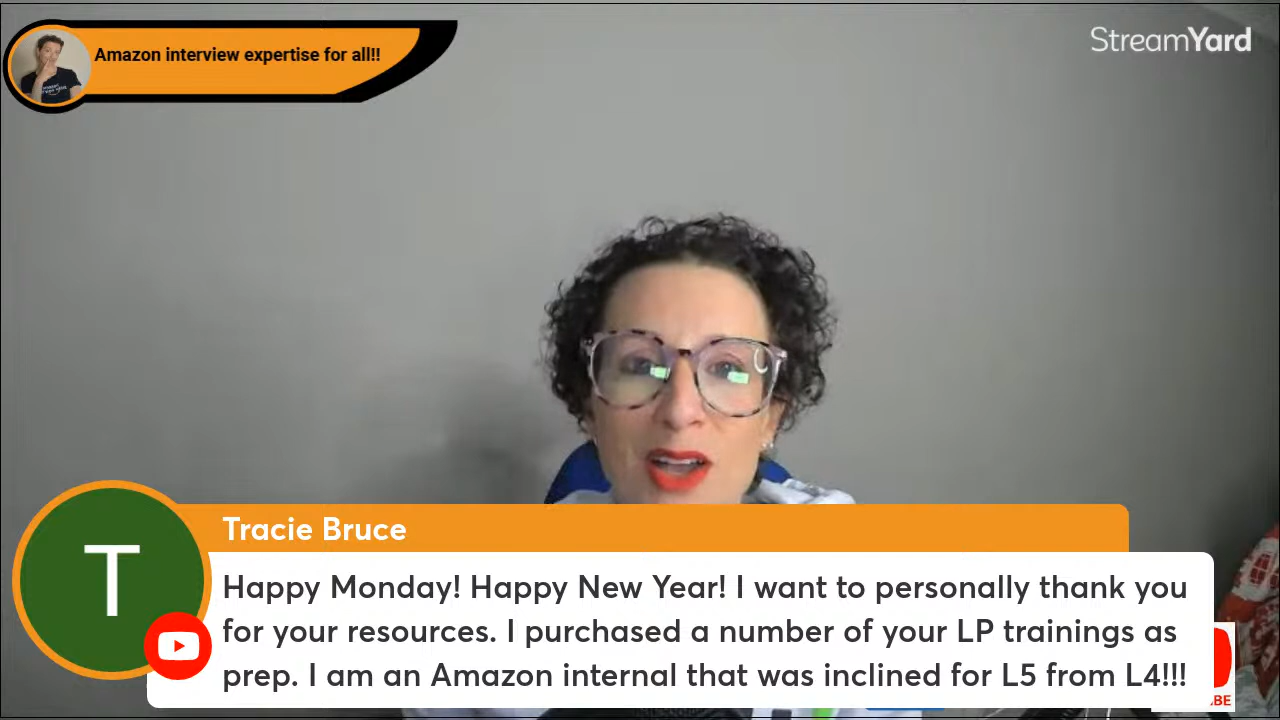 Amazon interview expertise for all!!
StreamYard
Tracie Bruce
T
Happy Monday! Happy New Year! I want to personally thank you
for your resources. I purchased a number of your LP trainings as
prep. I am an Amazon internal that was inclined for L5 from L4!!!